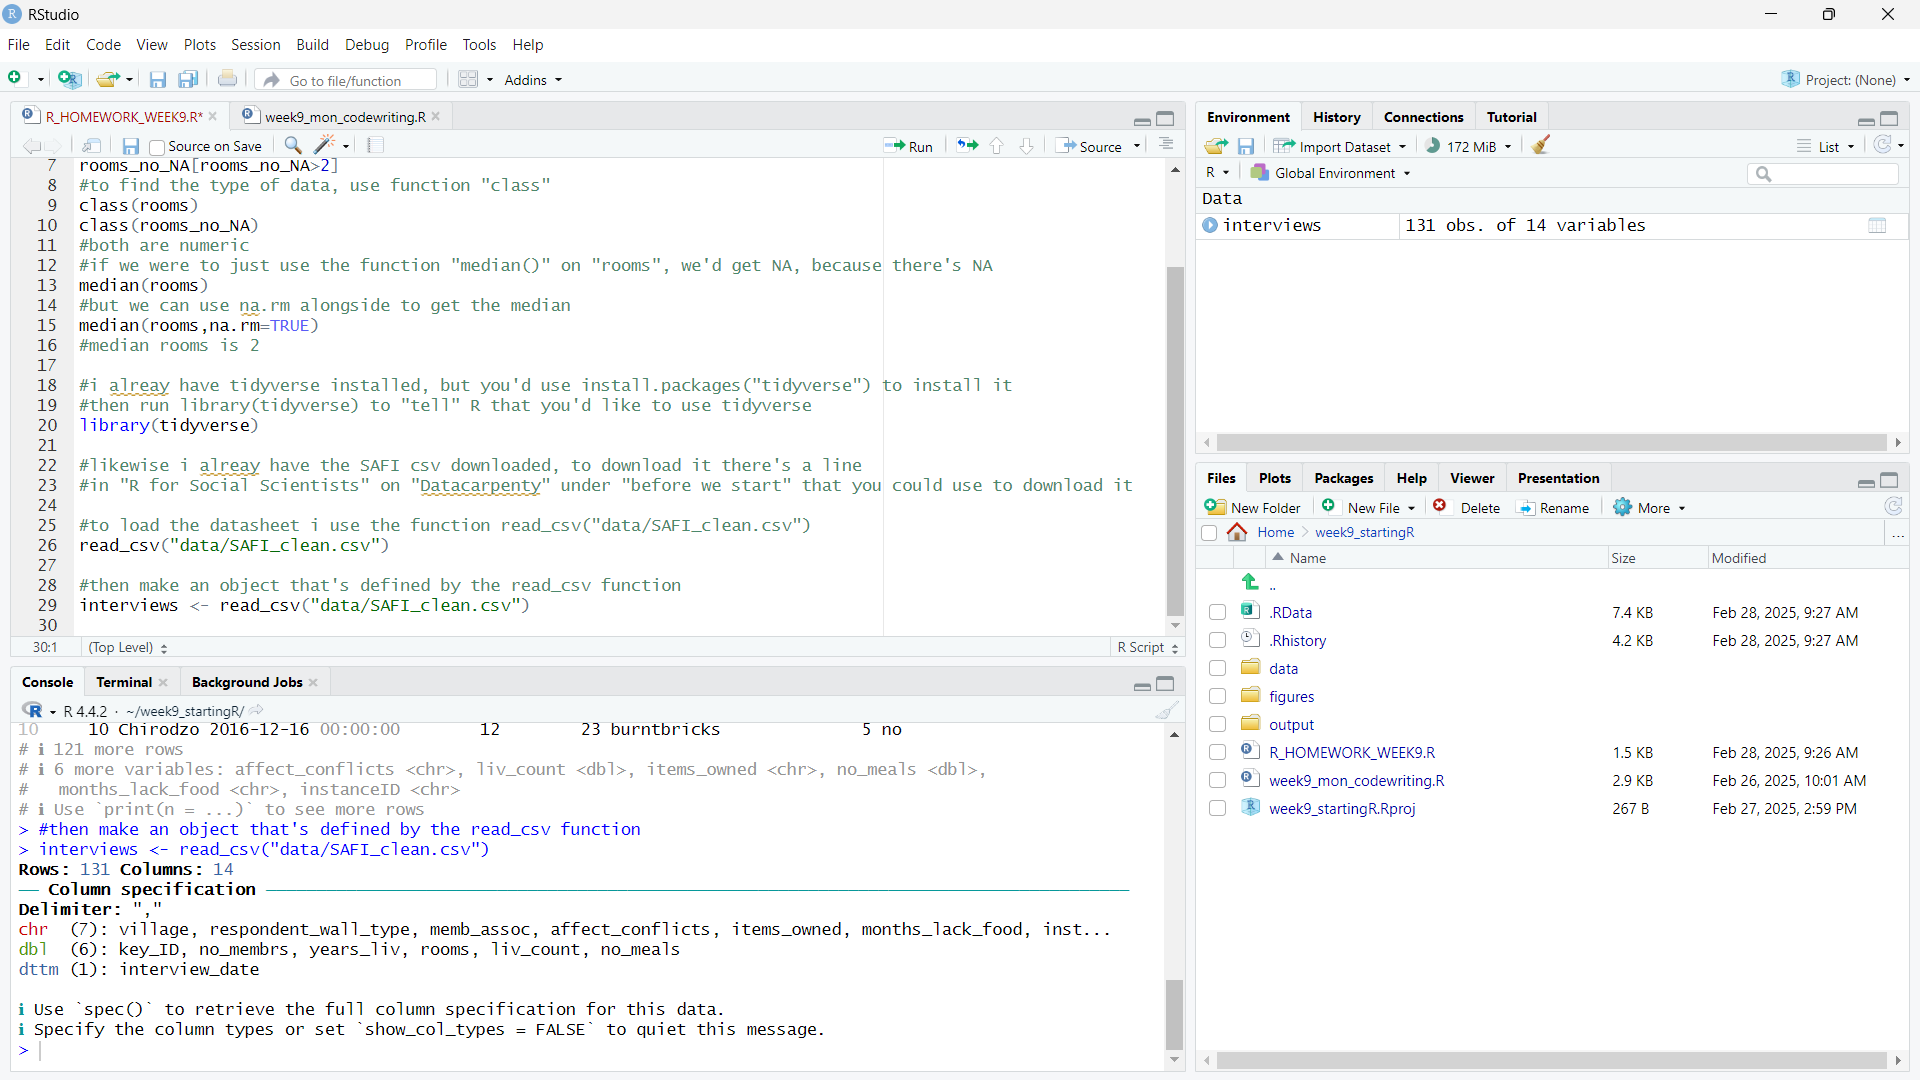 RStudio
File Edit Code View Plots Session Build Debug Profile Tools Help
Go to file/function Addins Project: (None)
R_HOMEWORK_WEEK9.R* week9_mon_codewriting.R
Source on Save Run Source
7 rooms_no_NA[rooms_no_NA>2]
8 #to find the type of data, use function "class"
9 class(rooms)
10 class(rooms_no_NA)
11 #both are numeric
12 #if we were to just use the function "median()" on "rooms", we'd get NA, because there's NA
13 median(rooms)
14 #but we can use na.rm alongside to get the median
15 median(rooms,na.rm=TRUE)
16 #median rooms is 2
17
18 #i alreay have tidyverse installed, but you'd use install.packages("tidyverse") to install it
19 #then run library(tidyverse) to "tell" R that you'd like to use tidyverse
20 library(tidyverse)
21
22 #likewise i alreay have the SAFI csv downloaded, to download it there's a line
23 #in "R for Social Scientists" on "Datacarpenty" under "before we start" that you could use to download it
24
25 #to load the datasheet i use the function read_csv("data/SAFI_clean.csv")
26 read_csv("data/SAFI_clean.csv")
27
28 #then make an object that's defined by the read_csv function
29 interviews <- read_csv("data/SAFI_clean.csv")
30
30:1 (Top Level) R Script
Console Terminal Background Jobs
R 4.4.2 · ~/week9_startingR/
10 10 Chirodzo 2016-12-16 00:00:00 12 23 burntbricks 5 no
# ℹ 121 more rows
# ℹ 6 more variables: affect_conflicts <chr>, liv_count <dbl>, items_owned <chr>, no_meals <dbl>,
# months_lack_food <chr>, instanceID <chr>
# ℹ Use `print(n = ...)` to see more rows
> #then make an object that's defined by the read_csv function
> interviews <- read_csv("data/SAFI_clean.csv")
Rows: 131 Columns: 14
── Column specification ──
Delimiter: ","
chr (7): village, respondent_wall_type, memb_assoc, affect_conflicts, items_owned, months_lack_food, inst...
dbl (6): key_ID, no_membrs, years_liv, rooms, liv_count, no_meals
dttm (1): interview_date
ℹ Use `spec()` to retrieve the full column specification for this data.
ℹ Specify the column types or set `show_col_types = FALSE` to quiet this message.
>
Environment History Connections Tutorial
Import Dataset 172 MiB List
R Global Environment
Data
interviews 131 obs. of 14 variables
Files Plots Packages Help Viewer Presentation
New Folder New File Delete Rename More
Home week9_startingR ...
Name Size Modified
..
.RData 7.4 KB Feb 28, 2025, 9:27 AM
.Rhistory 4.2 KB Feb 28, 2025, 9:27 AM
data
figures
output
R_HOMEWORK_WEEK9.R 1.5 KB Feb 28, 2025, 9:26 AM
week9_mon_codewriting.R 2.9 KB Feb 26, 2025, 10:01 AM
week9_startingR.Rproj 267 B Feb 27, 2025, 2:59 PM